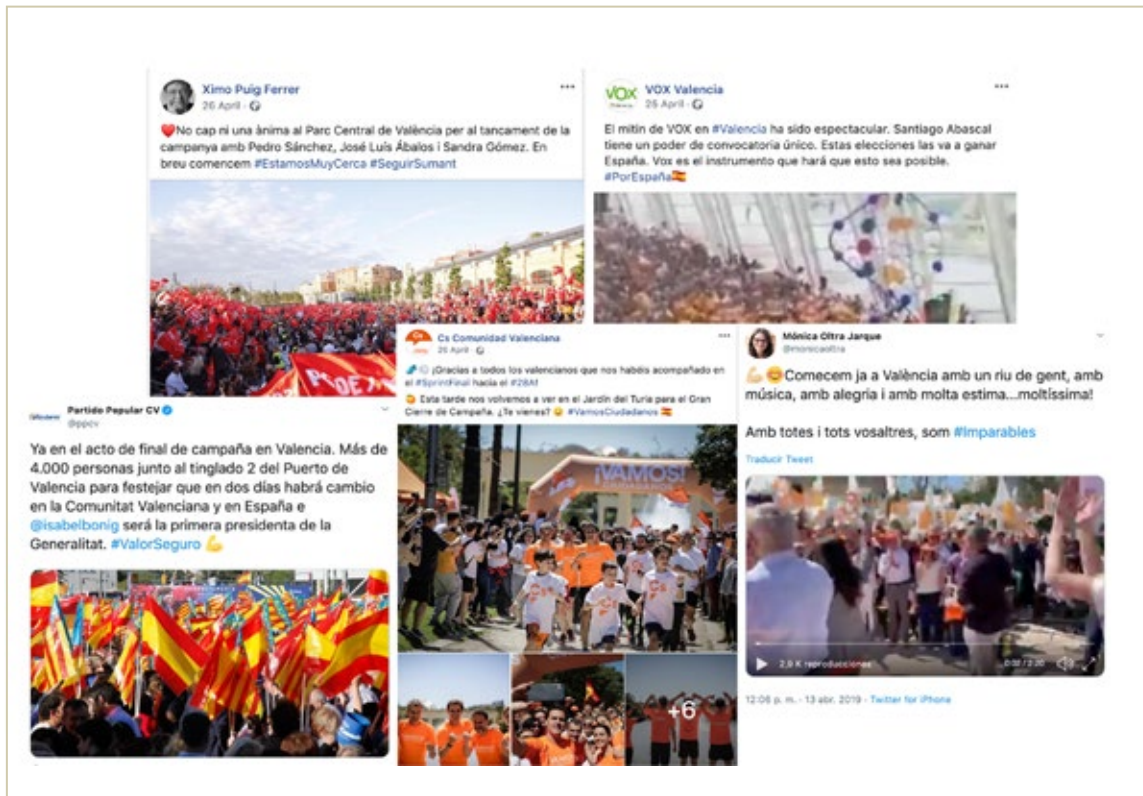 Ximo Puig Ferrer
26 April
❤️No cap ni una ànima al Parc Central de València per al tancament de la
campanya amb Pedro Sánchez, José Luís Ábalos i Sandra Gómez. En
breu comencem #EstamosMuyCerca #SeguirSumant
VOX
VOX Valencia
26 April
El mitin de VOX en #Valencia ha sido espectacular. Santiago Abascal
tiene un poder de convocatoria único. Estas elecciones las va a ganar
España. Vox es el instrumento que hará que esto sea posible.
#PorEspaña🇪🇸
Partido Popular CV
@ppcv
Ya en el acto de final de campaña en Valencia. Más de
4.000 personas junto al tinglado 2 del Puerto de
Valencia para festejar que en dos días habrá cambio
en la Comunitat Valenciana y en España e
@isabelbonig será la primera presidenta de la
Generalitat. #ValorSeguro 💪
Cs
Cs Comunidad Valenciana
26 April
¡Gracias a todos los valencianos que nos habéis acompañado en
el #SprintFinal hacia el #28A!
Esta tarde nos volvemos a ver en el Jardín del Turia para el Gran
Cierre de Campaña. ¿Te vienes? 😉 #VamosCiudadanos 🇪🇸
¡VAMOS!
+6
Mónica Oltra Jarque
@monicaoltra
💪😊Comecem ja a València amb un riu de gent, amb
música, amb alegria i amb molta estima...moltíssima!
Amb totes i tots vosaltres, som #Imparables
Traducir Tweet
2,9 K reproducciones
0:02 / 2:20
12:06 p. m. · 13 abr. 2019 · Twitter for iPhone